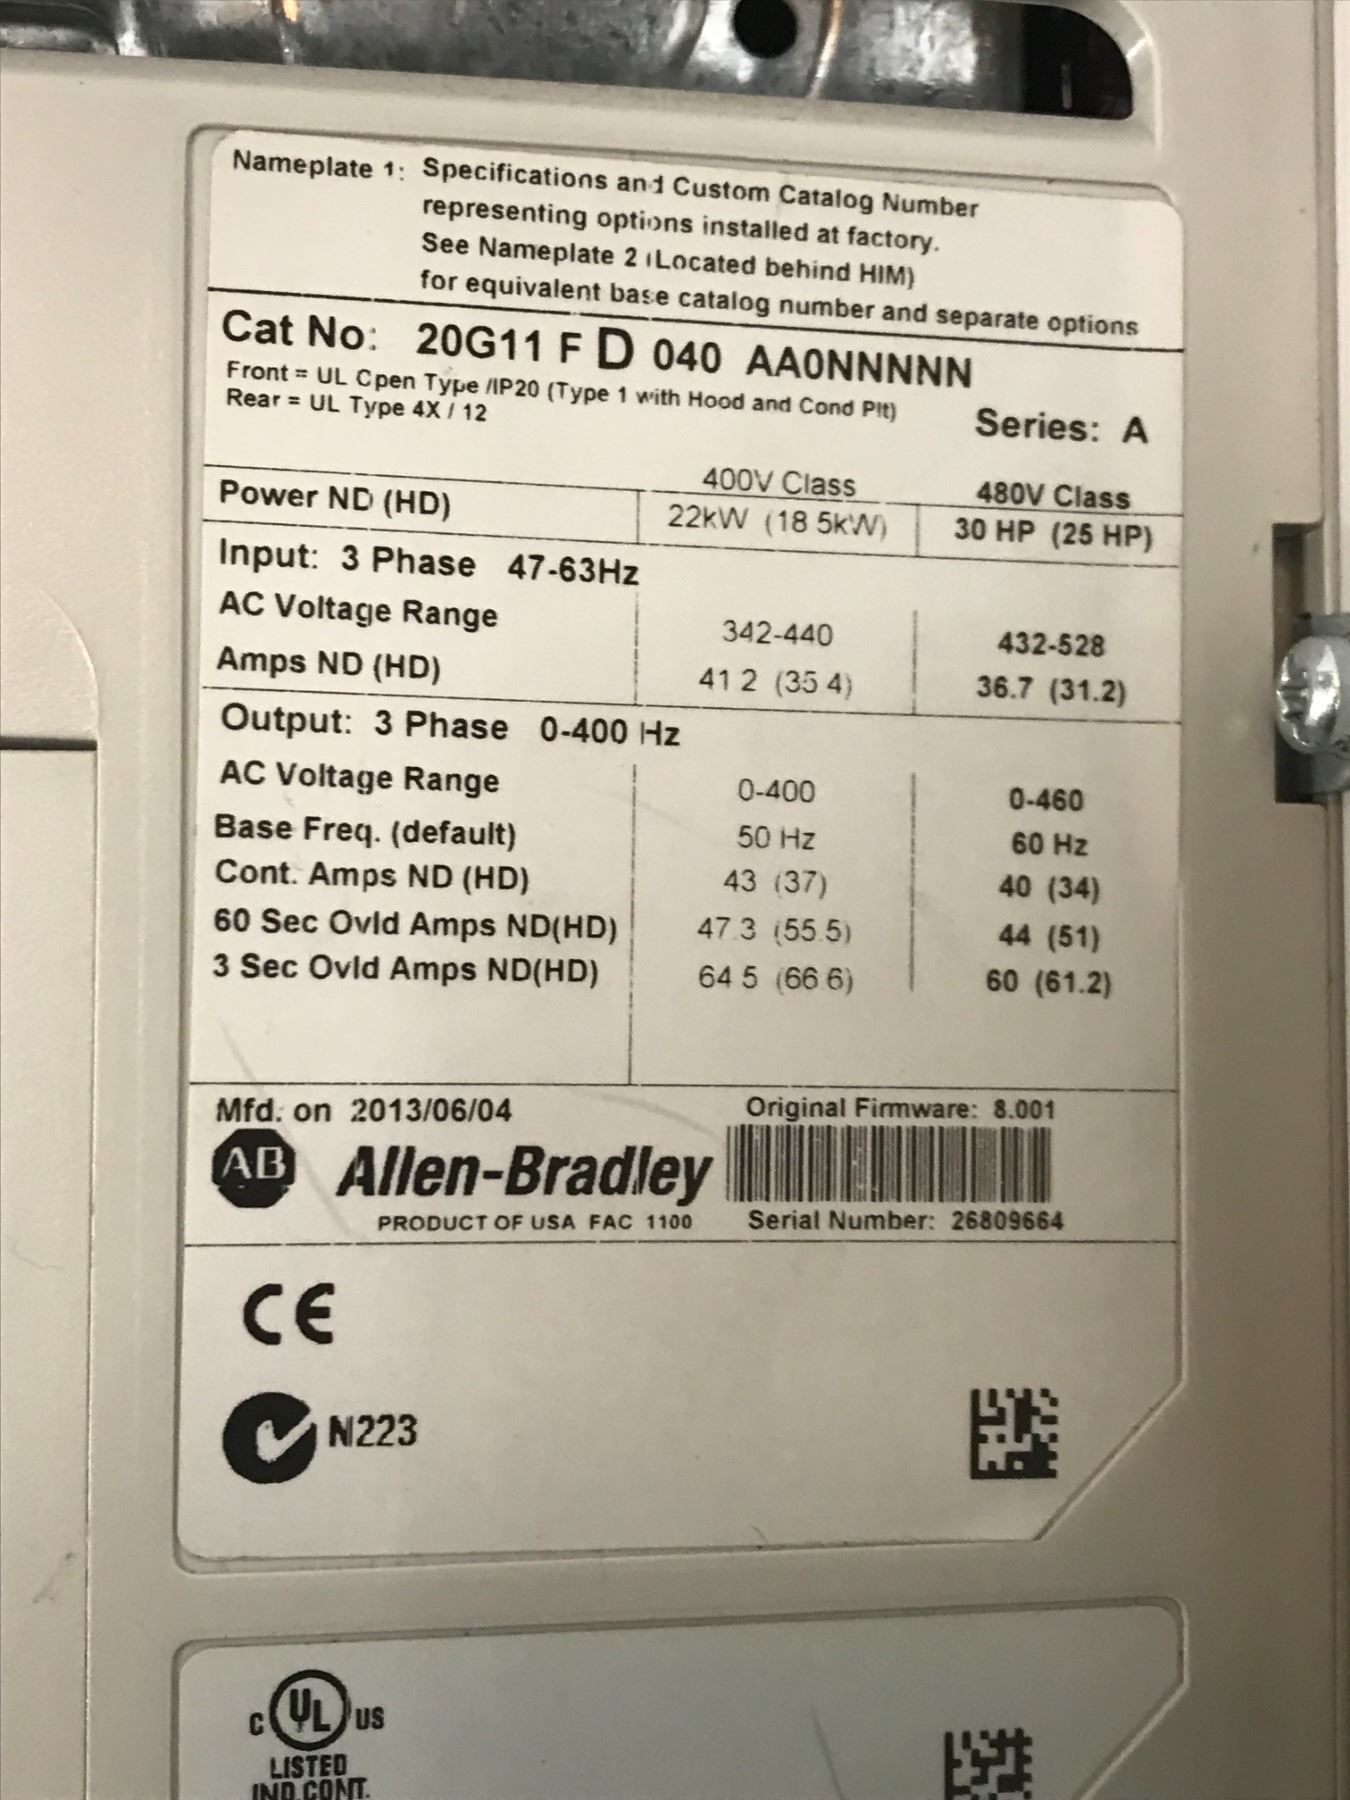 Nameplate 1: Specifications and Custom Catalog Number
representing options installed at factory.
See Nameplate 2 (Located behind HIM)
for equivalent base catalog number and separate options
Cat No: 20G11 F D 040 AA0NNNNN
Front = UL Open Type /IP20 (Type 1 with Hood and Cond Plt)
Rear = UL Type 4X / 12
Series: A
400V Class 480V Class
Power ND (HD) 22kW (18.5kW) 30 HP (25 HP)
Input: 3 Phase 47-63Hz
AC Voltage Range 342-440 432-528
Amps ND (HD) 41.2 (35.4) 36.7 (31.2)
Output: 3 Phase 0-400 Hz
AC Voltage Range 0-400 0-460
Base Freq. (default) 50 Hz 60 Hz
Cont. Amps ND (HD) 43 (37) 40 (34)
60 Sec Ovld Amps ND(HD) 47.3 (55.5) 44 (51)
3 Sec Ovld Amps ND(HD) 64.5 (66.6) 60 (61.2)
Mfd. on 2013/06/04 Original Firmware: 8.001
AB Allen-Bradley
PRODUCT OF USA FAC 1100 Serial Number: 26809664
CE
N223
C UL US
LISTED
IND.CONT.